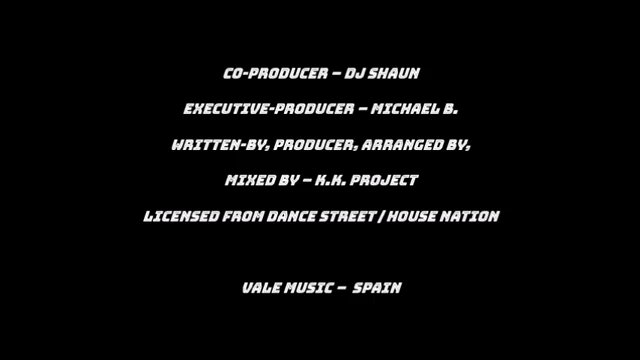 CO-PRODUCER – DJ SHAUN
EXECUTIVE-PRODUCER – MICHAEL B.
WRITTEN-BY, PRODUCER, ARRANGED BY,
MIXED BY – K.K. PROJECT
LICENSED FROM DANCE STREET / HOUSE NATION
VALE MUSIC – SPAIN